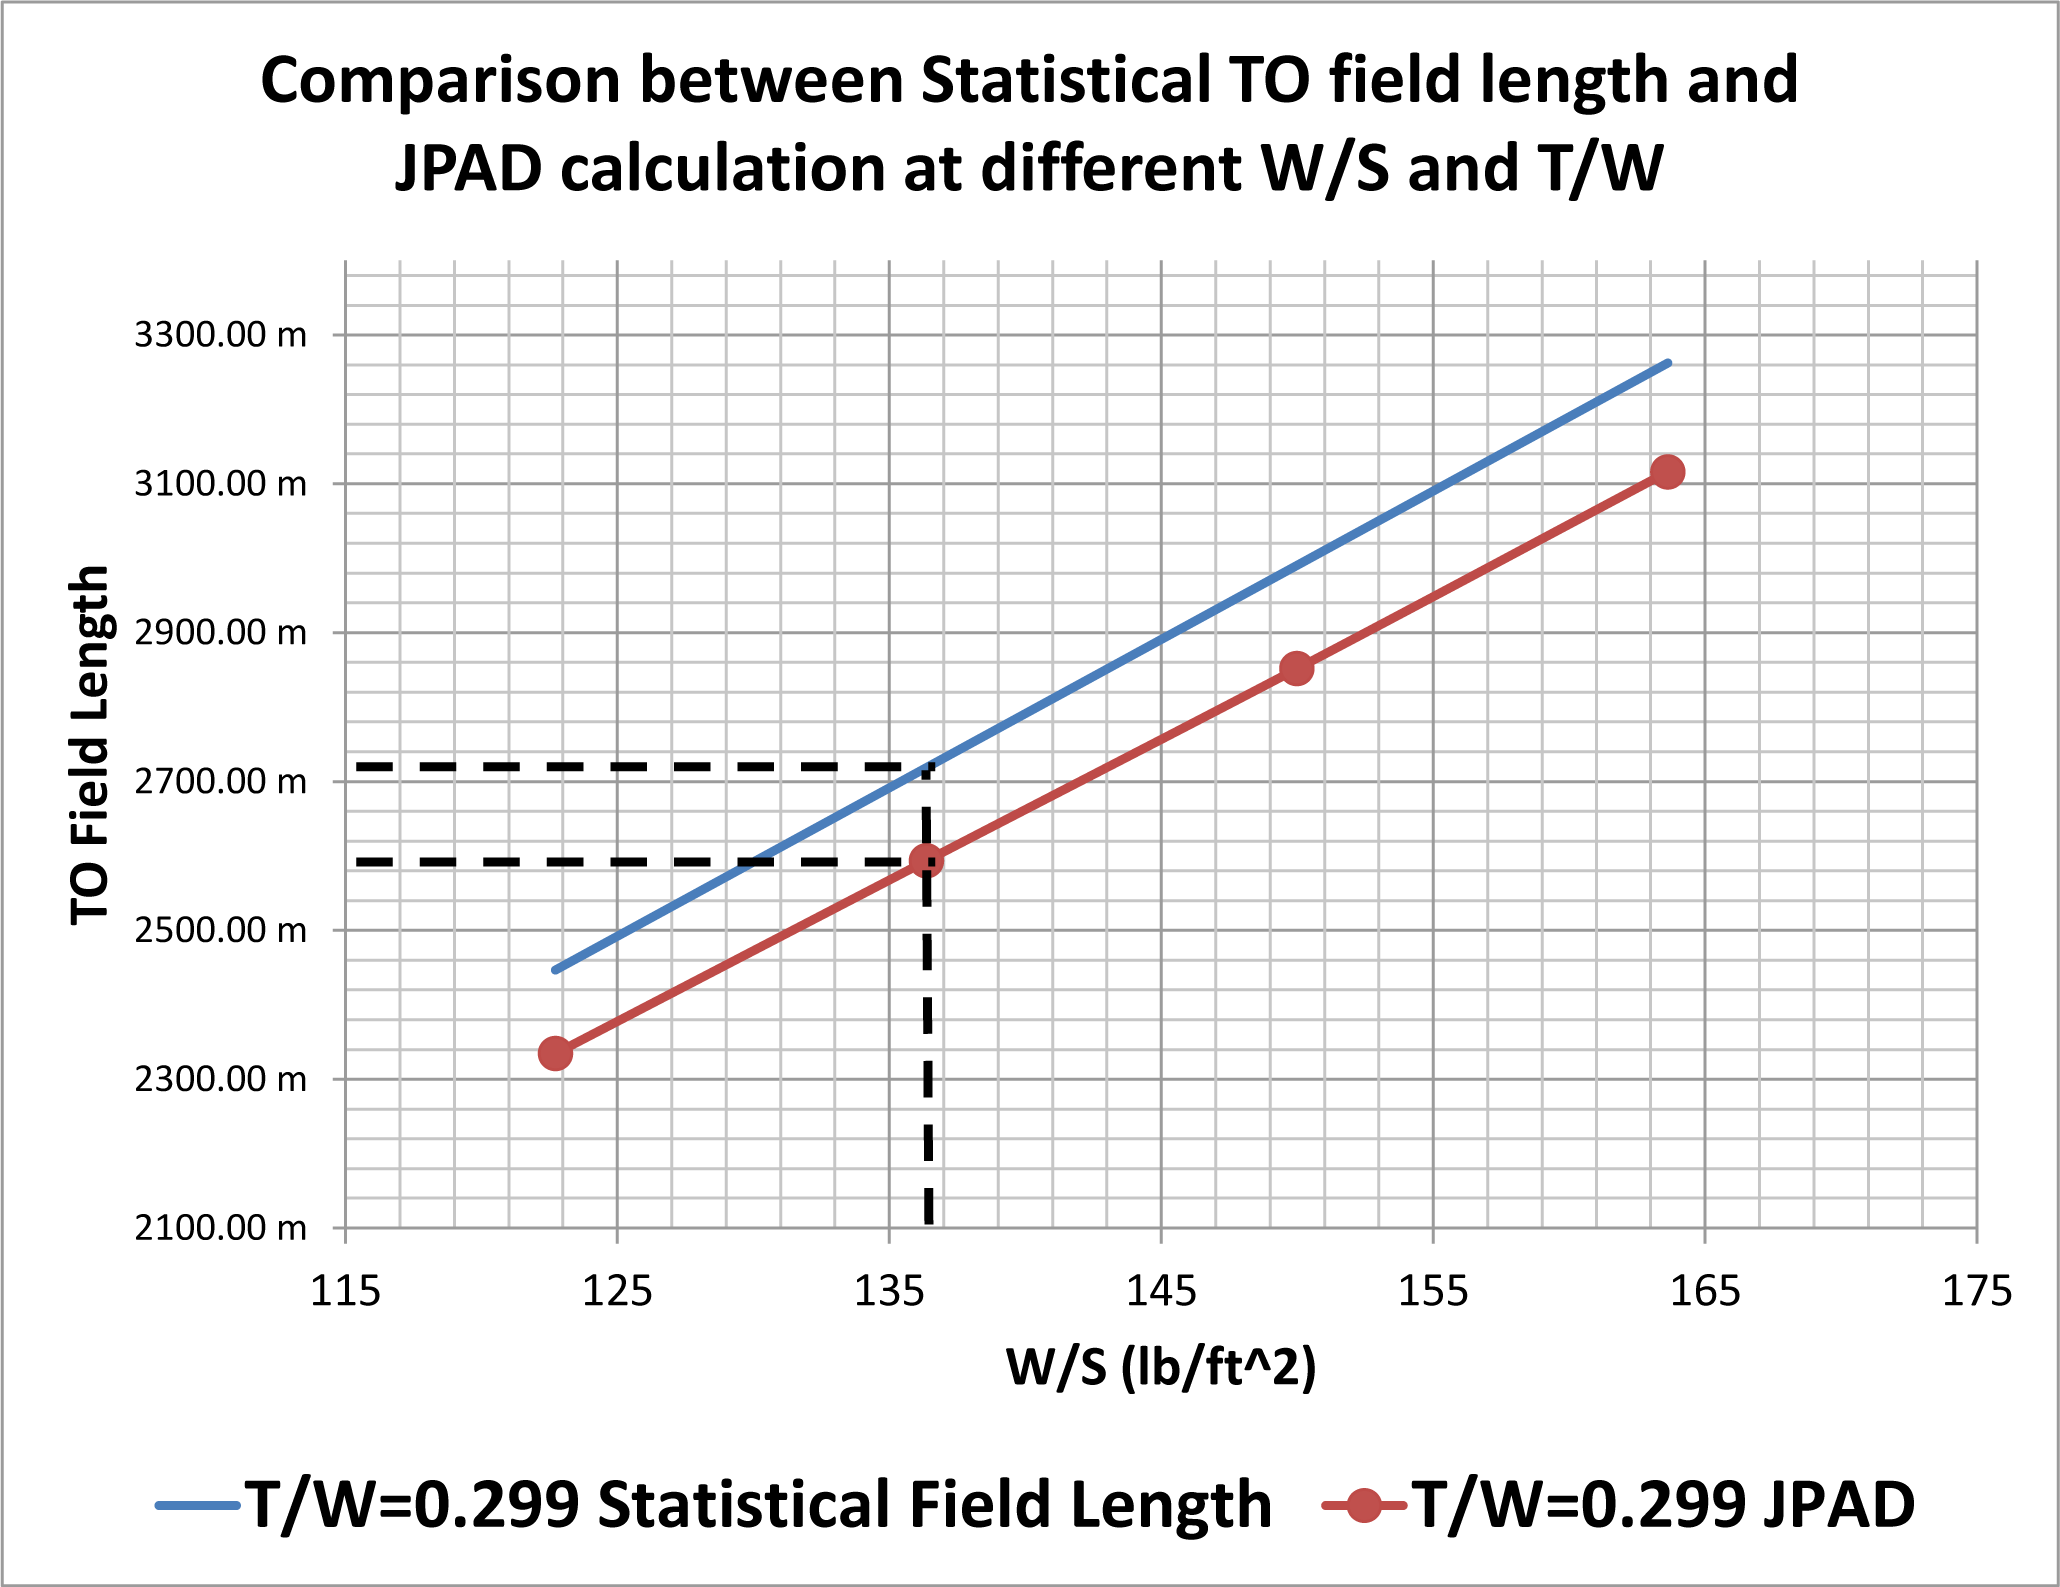 Comparison between Statistical TO field length and
JPAD calculation at different W/S and T/W
TO Field Length
3300.00 m
3100.00 m
2900.00 m
2700.00 m
2500.00 m
2300.00 m
2100.00 m
115 125 135 145 155 165 175
W/S (lb/ft^2)
T/W=0.299 Statistical Field Length T/W=0.299 JPAD